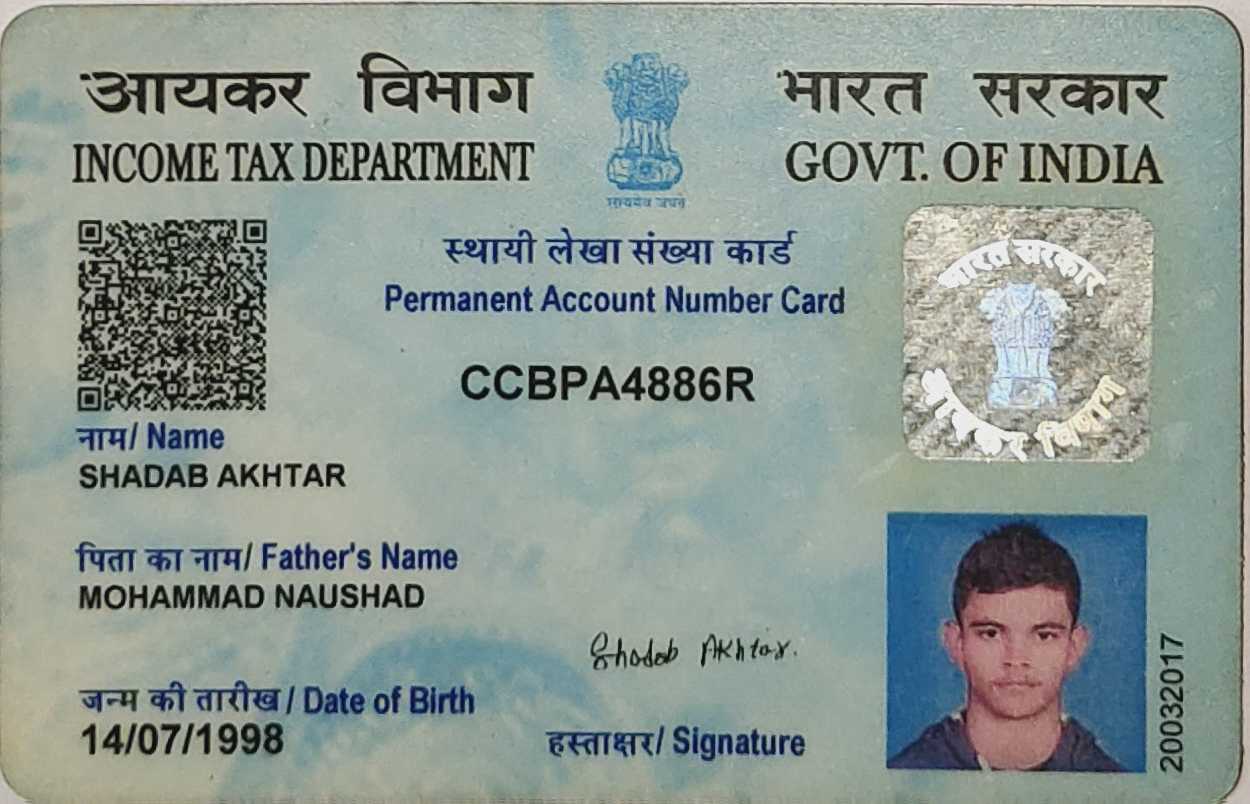 आयकर विभाग
INCOME TAX DEPARTMENT
भारत सरकार
GOVT. OF INDIA
सत्यमेव जयते
स्थायी लेखा संख्या कार्ड
Permanent Account Number Card
CCBPA4886R
भारत सरकार
आयकर विभाग
नाम/ Name
SHADAB AKHTAR
पिता का नाम/ Father's Name
MOHAMMAD NAUSHAD
Shadab Akhtar.
जन्म की तारीख / Date of Birth
14/07/1998
हस्ताक्षर/ Signature
20032017